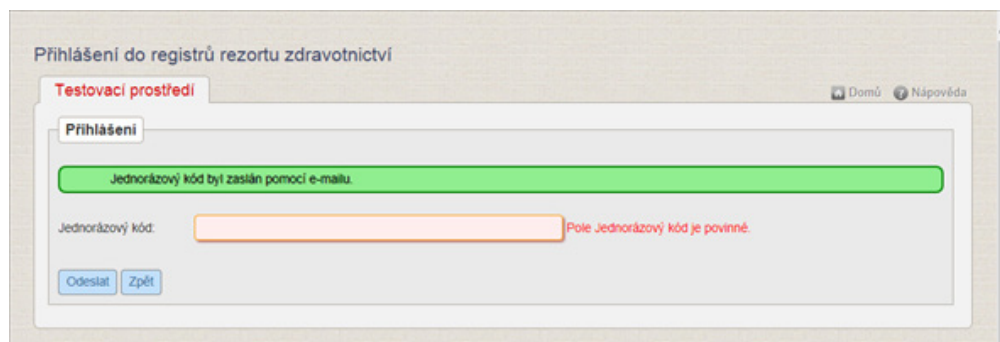 Přihlášení do registrů rezortu zdravotnictví
Testovací prostředí
Domů Nápověda
Přihlášení
Jednorázový kód byl zaslán pomocí e-mailu.
Jednorázový kód: Pole Jednorázový kód je povinné.
Odeslat Zpět